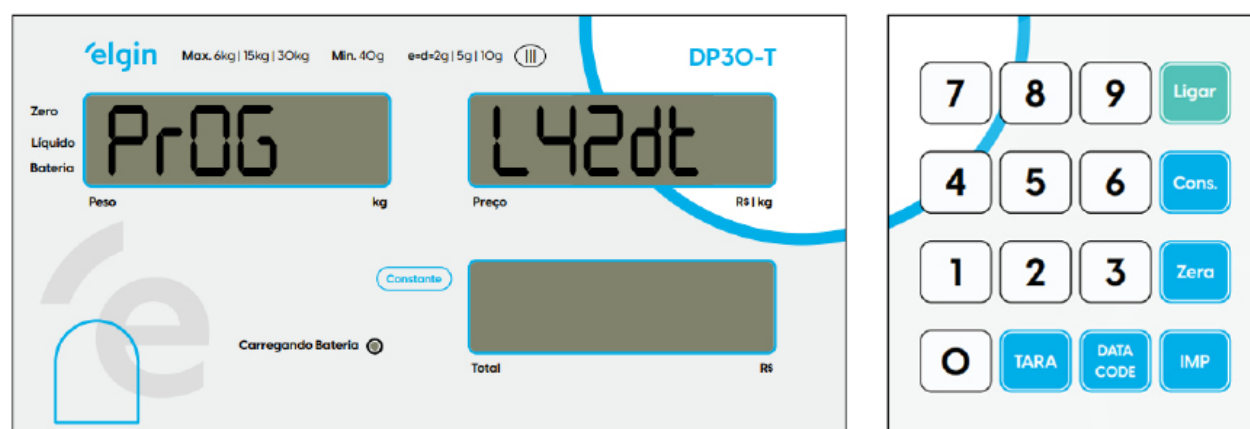 elgin
Max. 6kg | 15kg | 30kg Min. 40g e=d=2g | 5g | 10g
DP30-T
Zero
Líquido
Bateria
PrOG
L42dt
Peso kg
Preço R$ | kg
Constante
Carregando Bateria
Total R$
7 8 9 Ligar
4 5 6 Cons.
1 2 3 Zera
0 TARA DATA CODE IMP